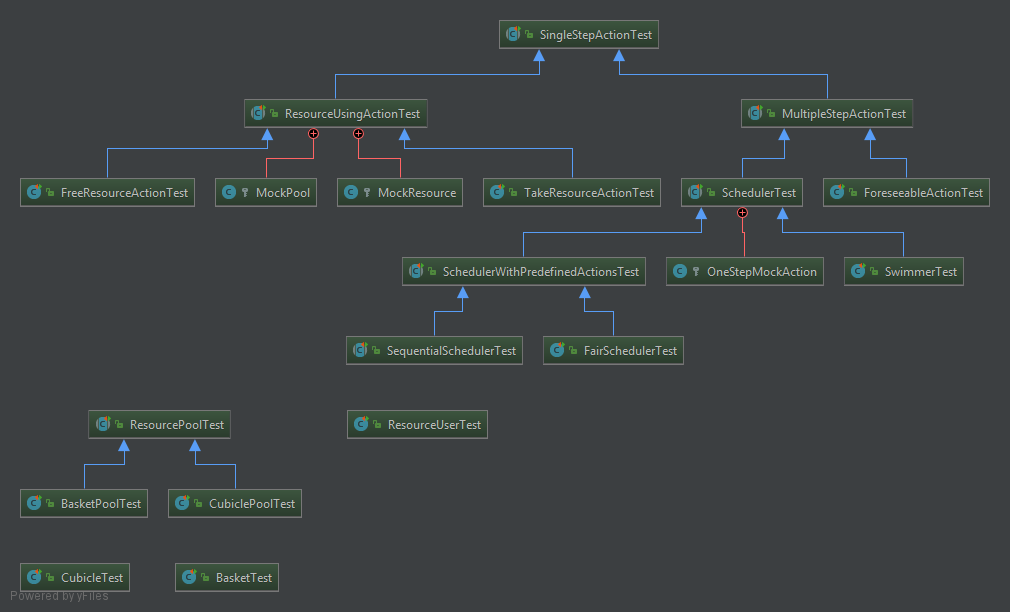 SingleStepActionTest
ResourceUsingActionTest
MultipleStepActionTest
FreeResourceActionTest
MockPool
MockResource
TakeResourceActionTest
SchedulerTest
ForeseeableActionTest
SchedulerWithPredefinedActionsTest
OneStepMockAction
SwimmerTest
SequentialSchedulerTest
FairSchedulerTest
ResourcePoolTest
ResourceUserTest
BasketPoolTest
CubiclePoolTest
CubicleTest
BasketTest
Powered by yFiles